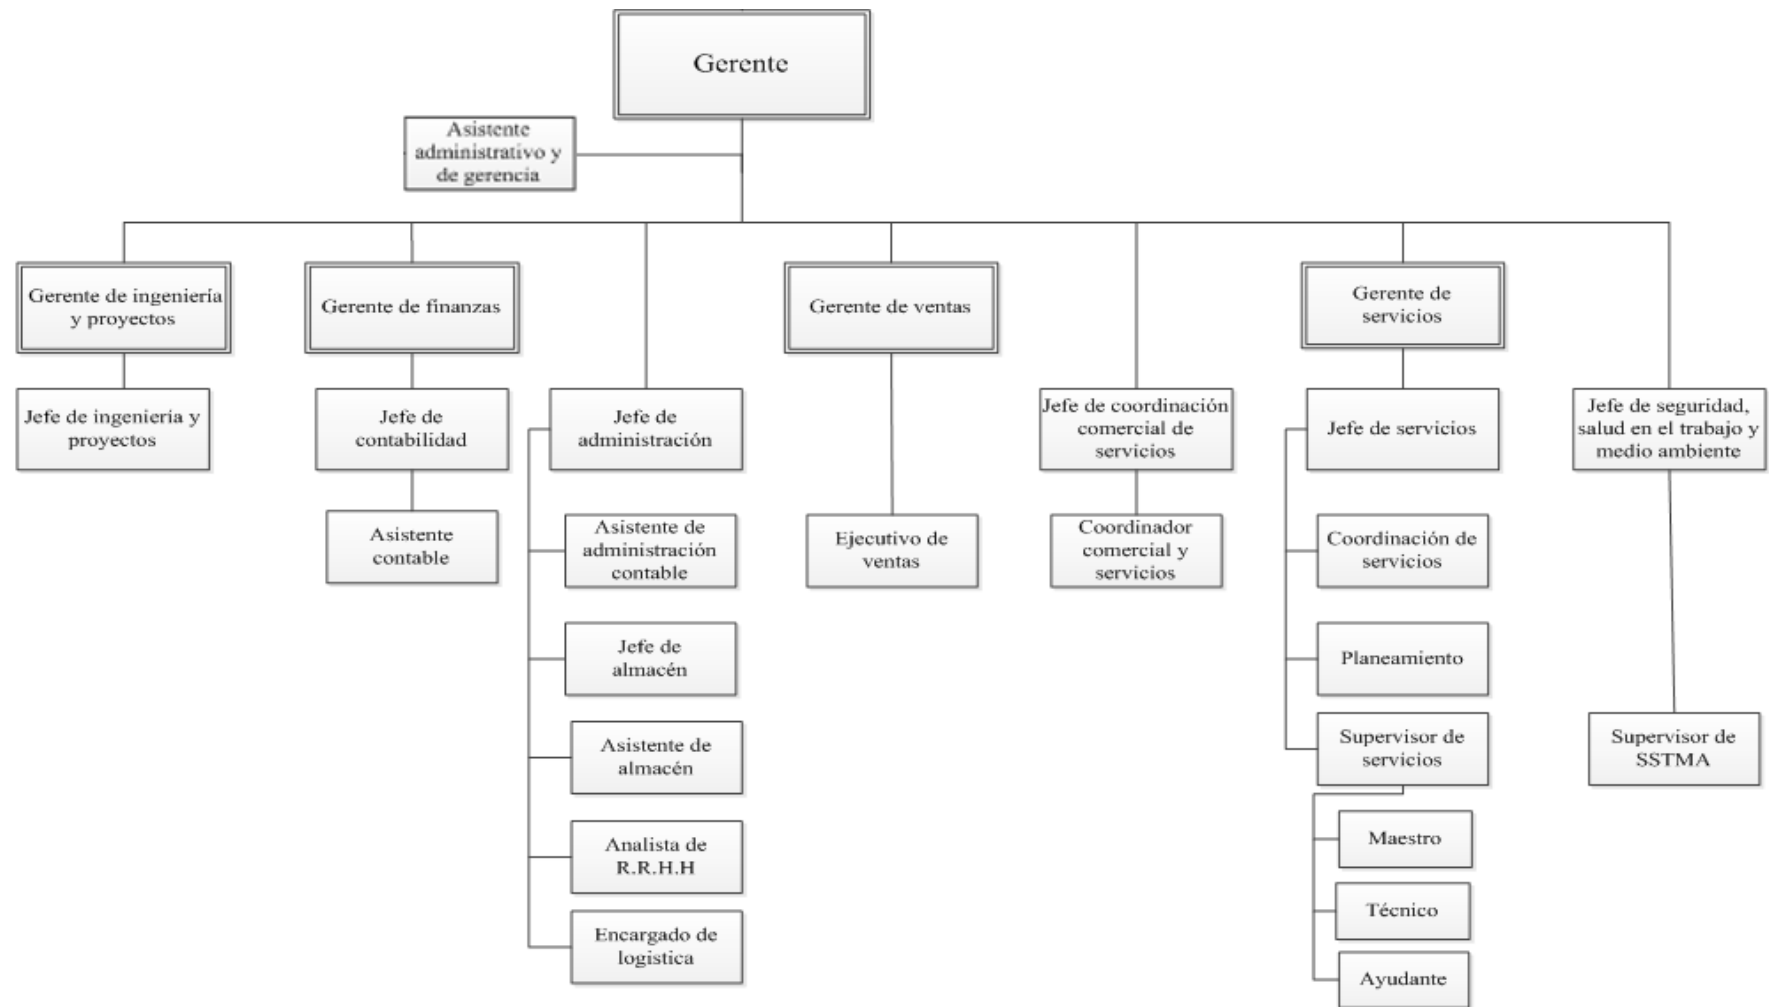 Gerente
Asistente
administrativo y
de gerencia
Gerente de ingeniería
y proyectos
Gerente de finanzas
Gerente de ventas
Gerente de
servicios
Jefe de ingenieria y
proyectos
Jefe de
contabilidad
Jefe de
administración
Jefe de coordinación
comercial de
servicios
Jefe de servicios
Jefe de seguridad,
salud en el trabajo y
medio ambiente
Asistente
contable
Asistente de
administración
contable
Ejecutivo de
ventas
Coordinador
comercial y
servicios
Coordinación de
servicios
Jefe de
almacén
Planeamiento
Asistente de
almacén
Supervisor de
servicios
Supervisor de
SSTMA
Analista de
R.R.H.H
Maestro
Técnico
Encargado de
logistica
Ayudante